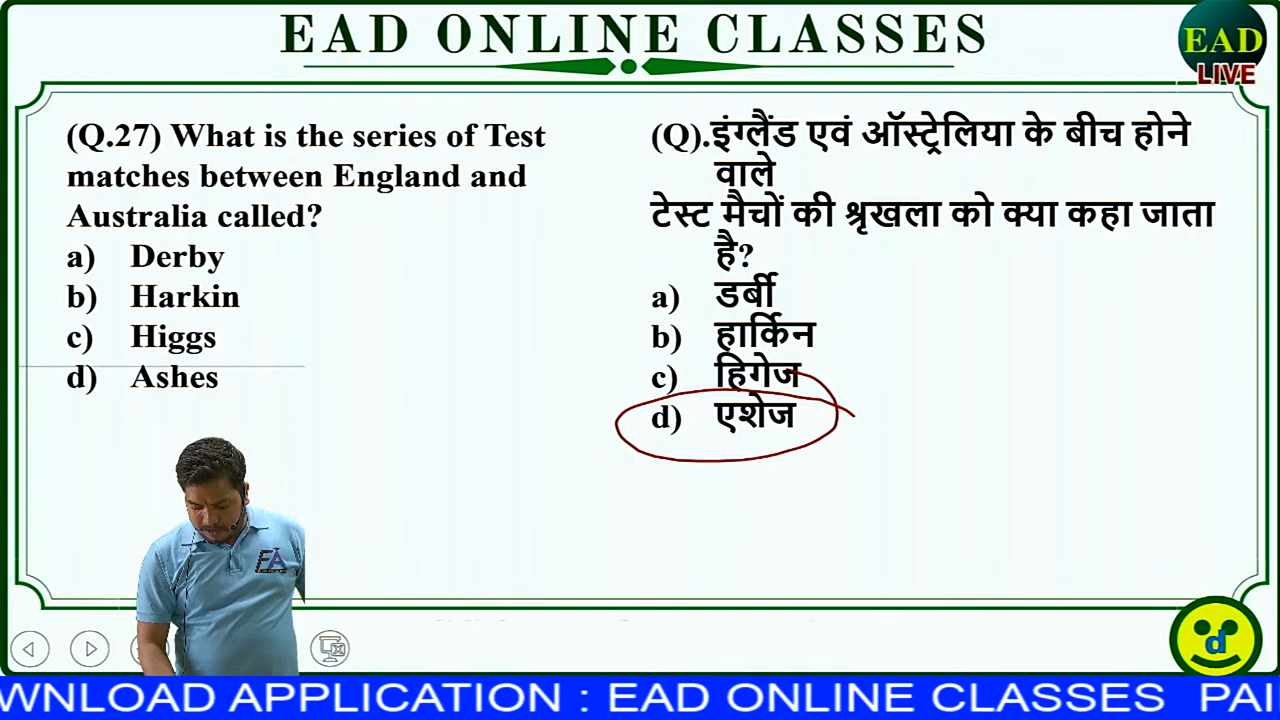 EAD ONLINE CLASSES
EAD
LIVE
(Q.27) What is the series of Test
matches between England and
Australia called?
a) Derby
b) Harkin
c) Higgs
d) Ashes
(Q).इंग्लैंड एवं ऑस्ट्रेलिया के बीच होने
वाले
टेस्ट मैचों की श्रृखला को क्या कहा जाता
है?
a) डर्बी
b) हार्किन
c) हिगेज
d) एशेज
EA
d
WNLOAD APPLICATION : EAD ONLINE CLASSES PAI